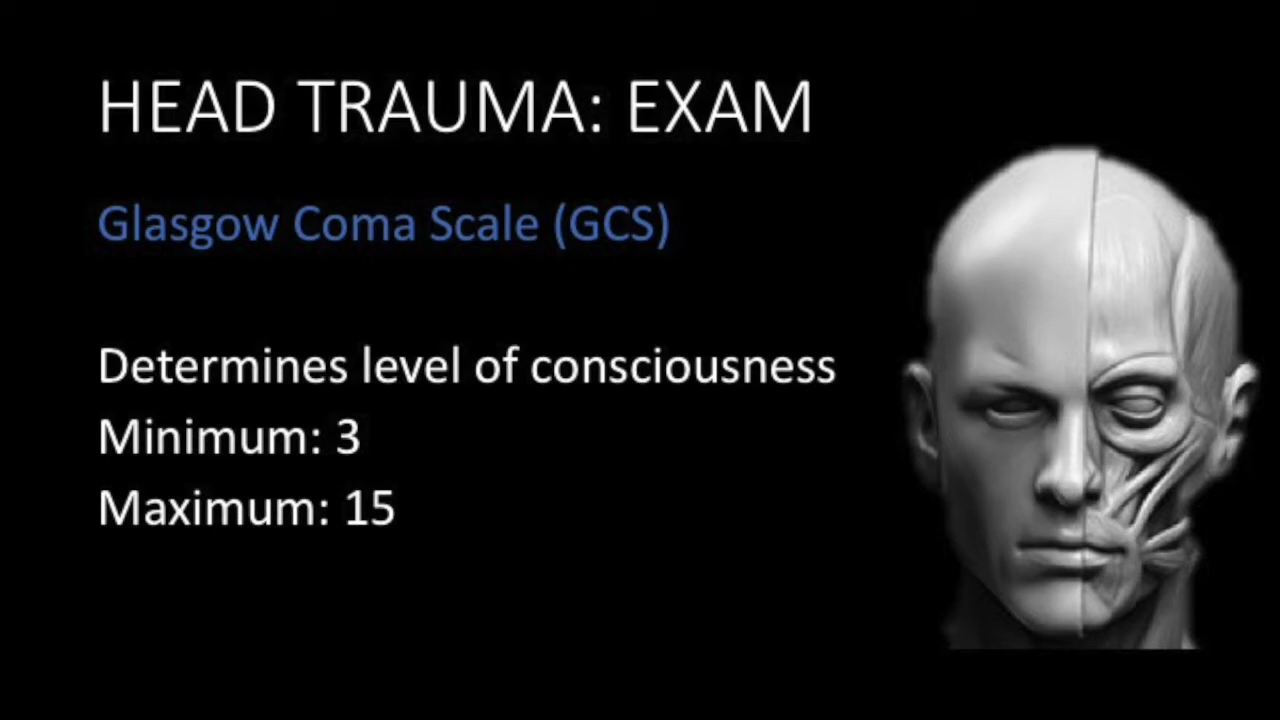 HEAD TRAUMA: EXAM
Glasgow Coma Scale (GCS)
Determines level of consciousness
Minimum: 3
Maximum: 15